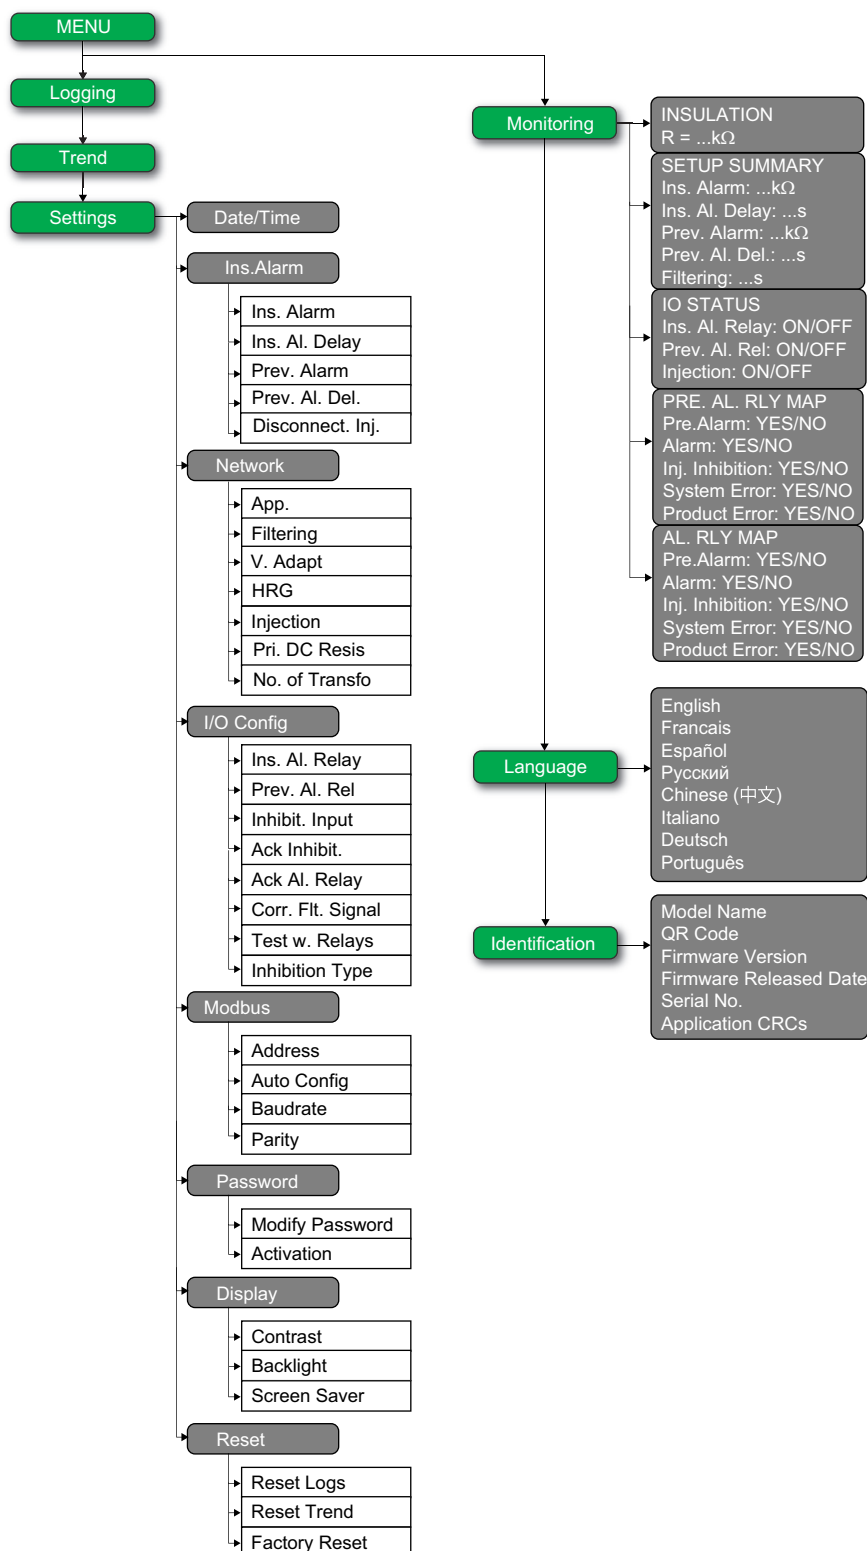 MENU
Logging
Trend
Settings
Date/Time
Ins.Alarm
Ins. Alarm
Ins. Al. Delay
Prev. Alarm
Prev. Al. Del.
Disconnect. Inj.
Network
App.
Filtering
V. Adapt
HRG
Injection
Pri. DC Resis
No. of Transfo
I/O Config
Ins. Al. Relay
Prev. Al. Rel
Inhibit. Input
Ack Inhibit.
Ack Al. Relay
Corr. Flt. Signal
Test w. Relays
Inhibition Type
Modbus
Address
Auto Config
Baudrate
Parity
Password
Modify Password
Activation
Display
Contrast
Backlight
Screen Saver
Reset
Reset Logs
Reset Trend
Factory Reset
Monitoring
INSULATION
R = ...kΩ
SETUP SUMMARY
Ins. Alarm: ...kΩ
Ins. Al. Delay: ...s
Prev. Alarm: ...kΩ
Prev. Al. Del.: ...s
Filtering: ...s
IO STATUS
Ins. Al. Relay: ON/OFF
Prev. Al. Rel: ON/OFF
Injection: ON/OFF
PRE. AL. RLY MAP
Pre.Alarm: YES/NO
Alarm: YES/NO
Inj. Inhibition: YES/NO
System Error: YES/NO
Product Error: YES/NO
AL. RLY MAP
Pre.Alarm: YES/NO
Alarm: YES/NO
Inj. Inhibition: YES/NO
System Error: YES/NO
Product Error: YES/NO
Language
English
Francais
Español
Русский
Chinese (中文)
Italiano
Deutsch
Português
Identification
Model Name
QR Code
Firmware Version
Firmware Released Date
Serial No.
Application CRCs